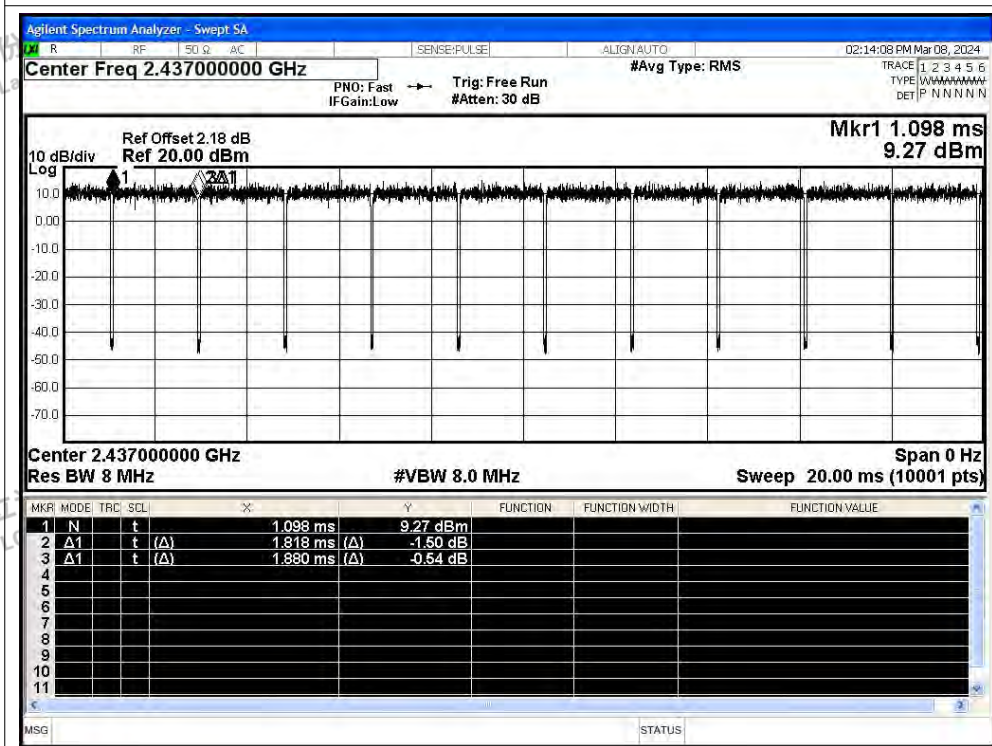 Agilent Spectrum Analyzer - Swept SA
LXI R RF 50 Ω AC SENSE:PULSE ALIGN AUTO 02:14:08 PM Mar 08, 2024
Center Freq 2.437000000 GHz #Avg Type: RMS TRACE 1 2 3 4 5 6
PNO: Fast Trig: Free Run TYPE WWWWWW
IFGain:Low #Atten: 30 dB DET P N N N N N
Mkr1 1.098 ms
Ref Offset 2.18 dB
10 dB/div Ref 20.00 dBm 9.27 dBm
Log
1 3Δ1
10.0
0.00
-10.0
-20.0
-30.0
-40.0
-50.0
-60.0
-70.0
Center 2.437000000 GHz Span 0 Hz
Res BW 8 MHz #VBW 8.0 MHz Sweep 20.00 ms (10001 pts)
MKR MODE TRC SCL X Y FUNCTION FUNCTION WIDTH FUNCTION VALUE
1 N t 1.098 ms 9.27 dBm
2 Δ1 t (Δ) 1.818 ms (Δ) -1.50 dB
3 Δ1 t (Δ) 1.880 ms (Δ) -0.54 dB
4
5
6
7
8
9
10
11
MSG STATUS